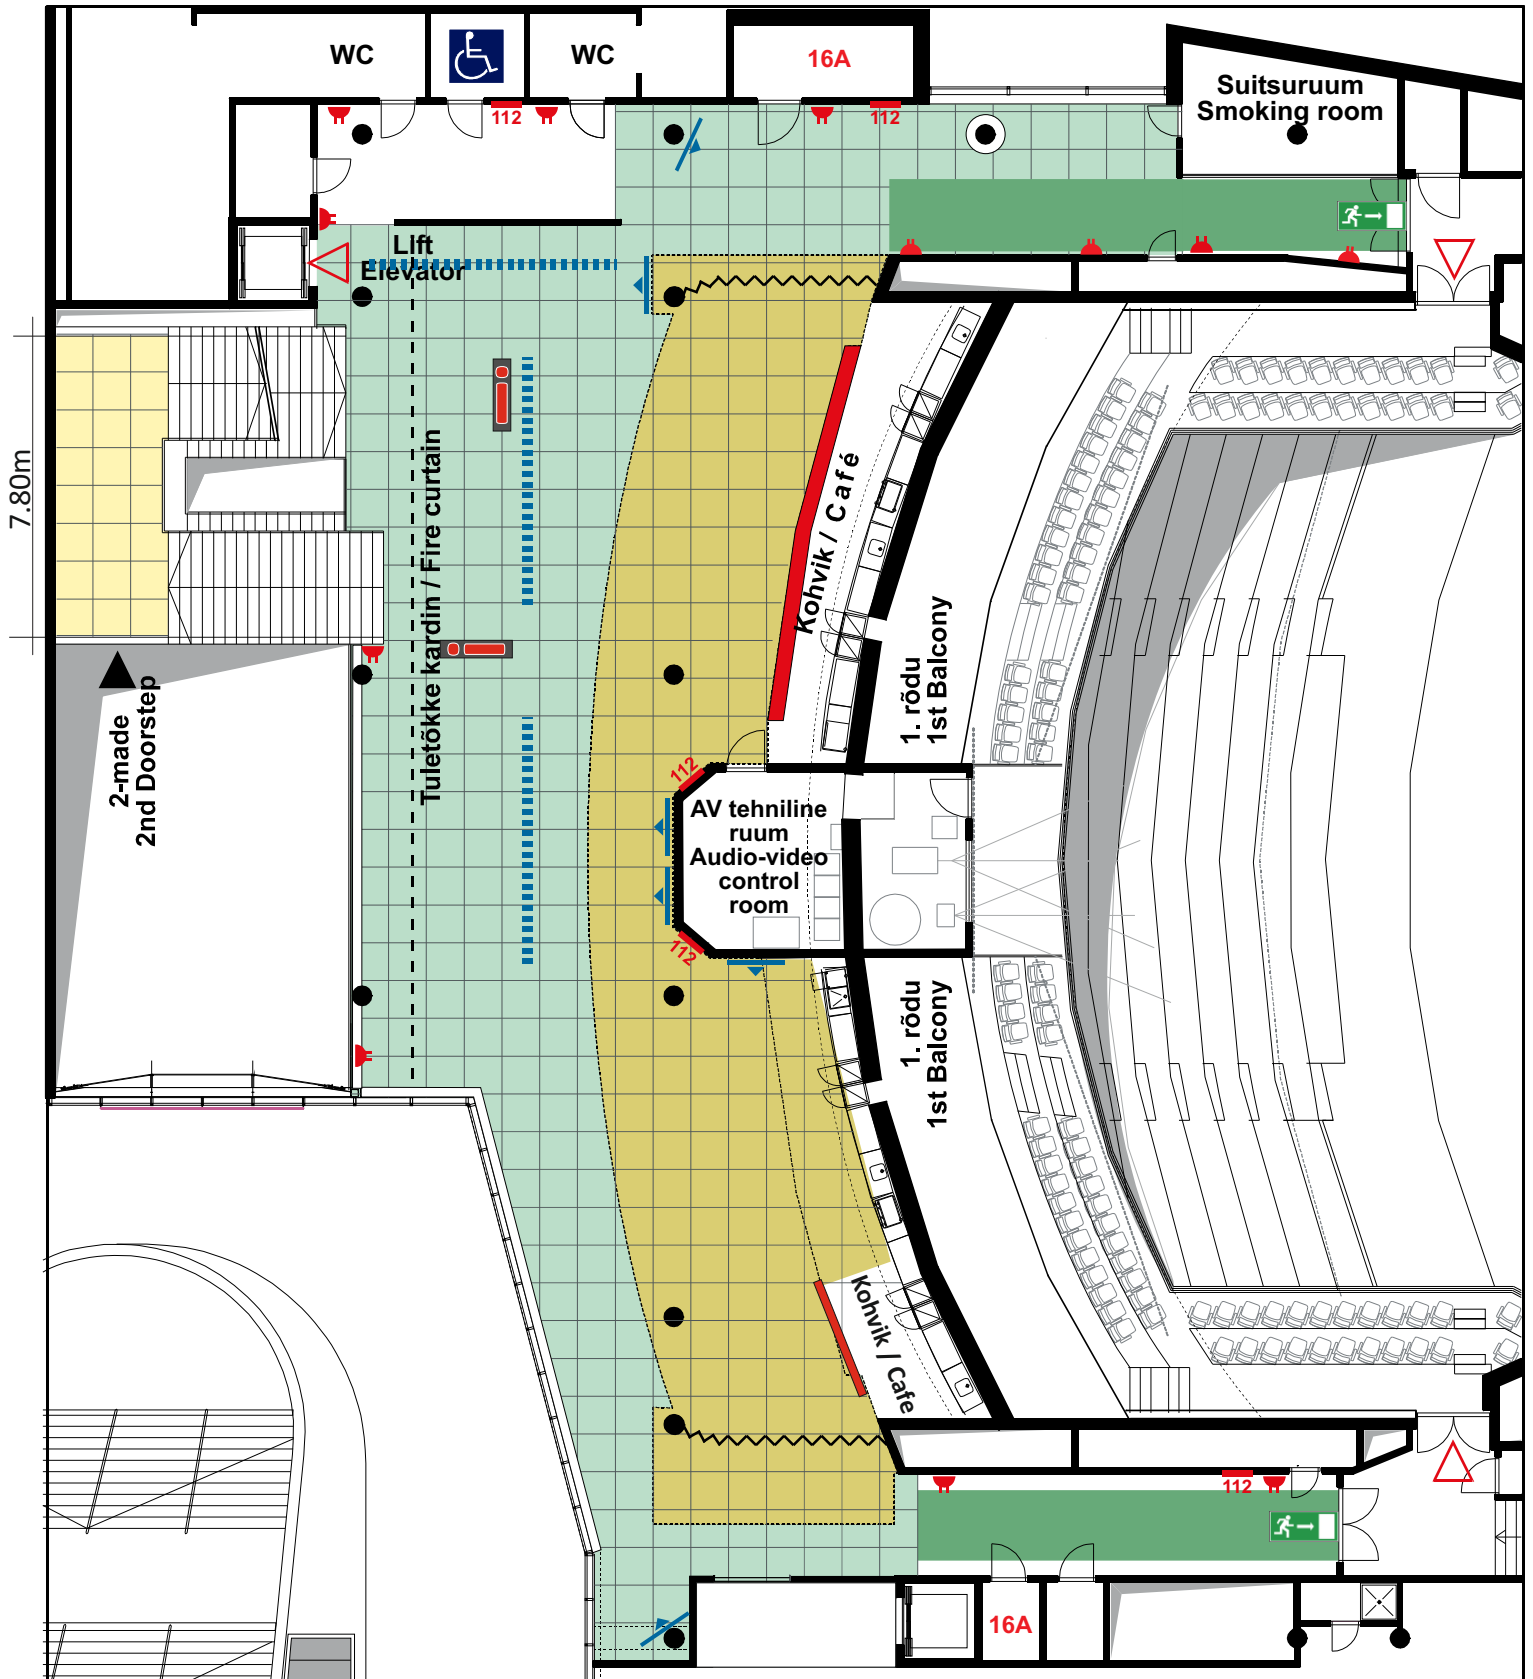 WC
WC
16A
Suitsuruum
Smoking room
112
112
Lift
Elevator
7.80m
Tuletõkke kardin / Fire curtain
Kohvik / Café
1. rõdu
1st Balcony
2-made
2nd Doorstep
112
AV tehniline
ruum
Audio-video
control
room
112
1. rõdu
1st Balcony
Kohvik / Cafe
112
16A